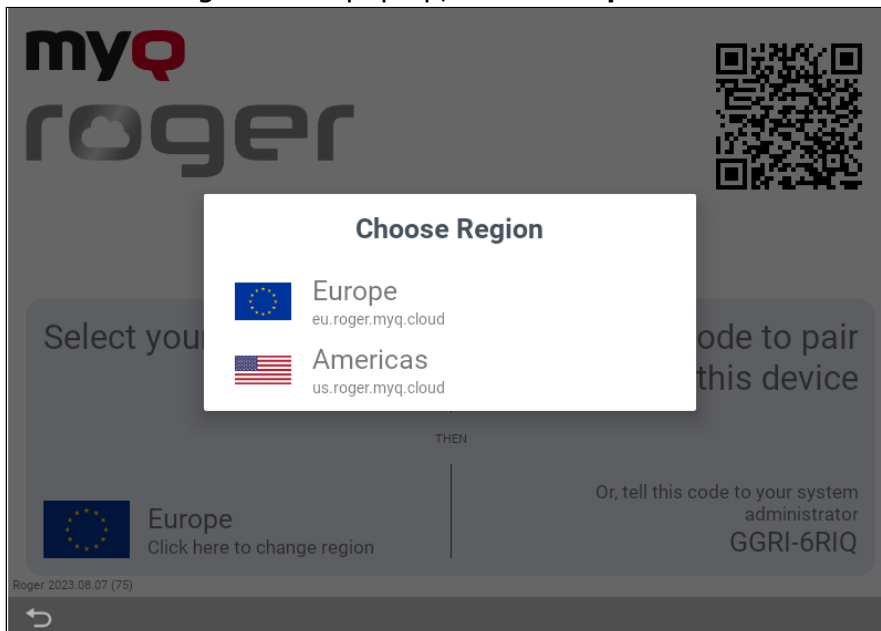 myQ
roger
Choose Region
Europe
eu.roger.myq.cloud
Americas
us.roger.myq.cloud
Select you
ode to pair
this device
THEN
Europe
Click here to change region
Or, tell this code to your system
administrator
GGRI-6RIQ
Roger 2023.08.07 (75)